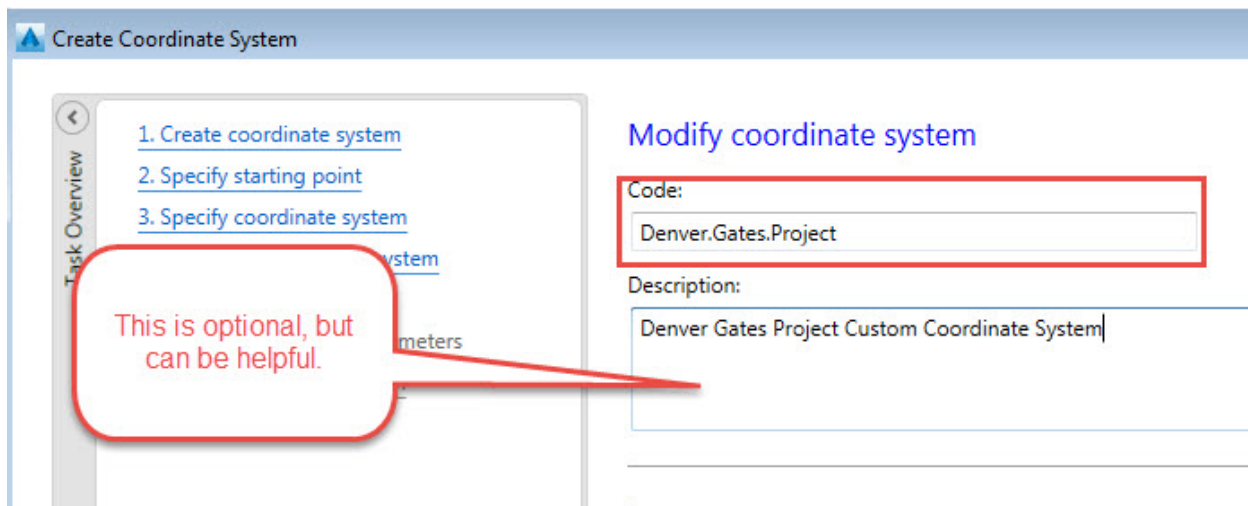 Create Coordinate System
Task Overview
1. Create coordinate system
2. Specify starting point
3. Specify coordinate system
This is optional, but
can be helpful.
Modify coordinate system
Code:
Denver.Gates.Project
Description:
Denver Gates Project Custom Coordinate System